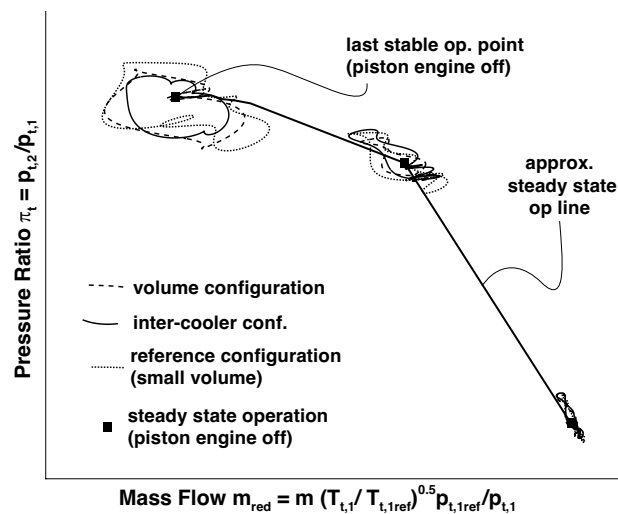 last stable op. point
(piston engine off)
approx.
steady state
op line
Pressure Ratio π_t = p_t,2/p_t,1
volume configuration
inter-cooler conf.
reference configuration
(small volume)
steady state operation
(piston engine off)
Mass Flow m_red = m (T_t,1/ T_t,1ref)^0.5 p_t,1ref/p_t,1